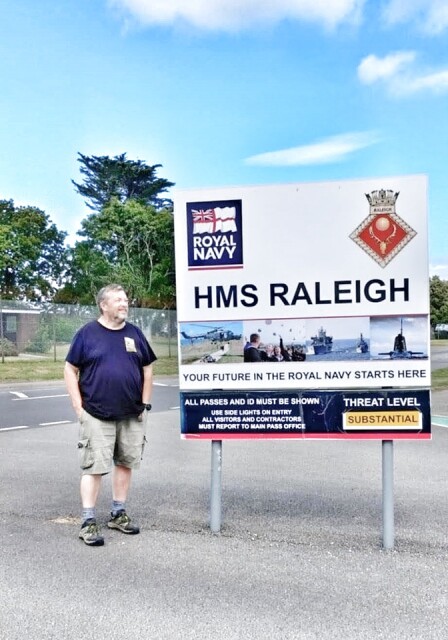 ROYAL
NAVY
RALEIGH
HMS RALEIGH
YOUR FUTURE IN THE ROYAL NAVY STARTS HERE
ALL PASSES AND ID MUST BE SHOWN
USE SIDE LIGHTS ON ENTRY
ALL VISITORS AND CONTRACTORS
MUST REPORT TO MAIN PASS OFFICE
THREAT LEVEL
SUBSTANTIAL